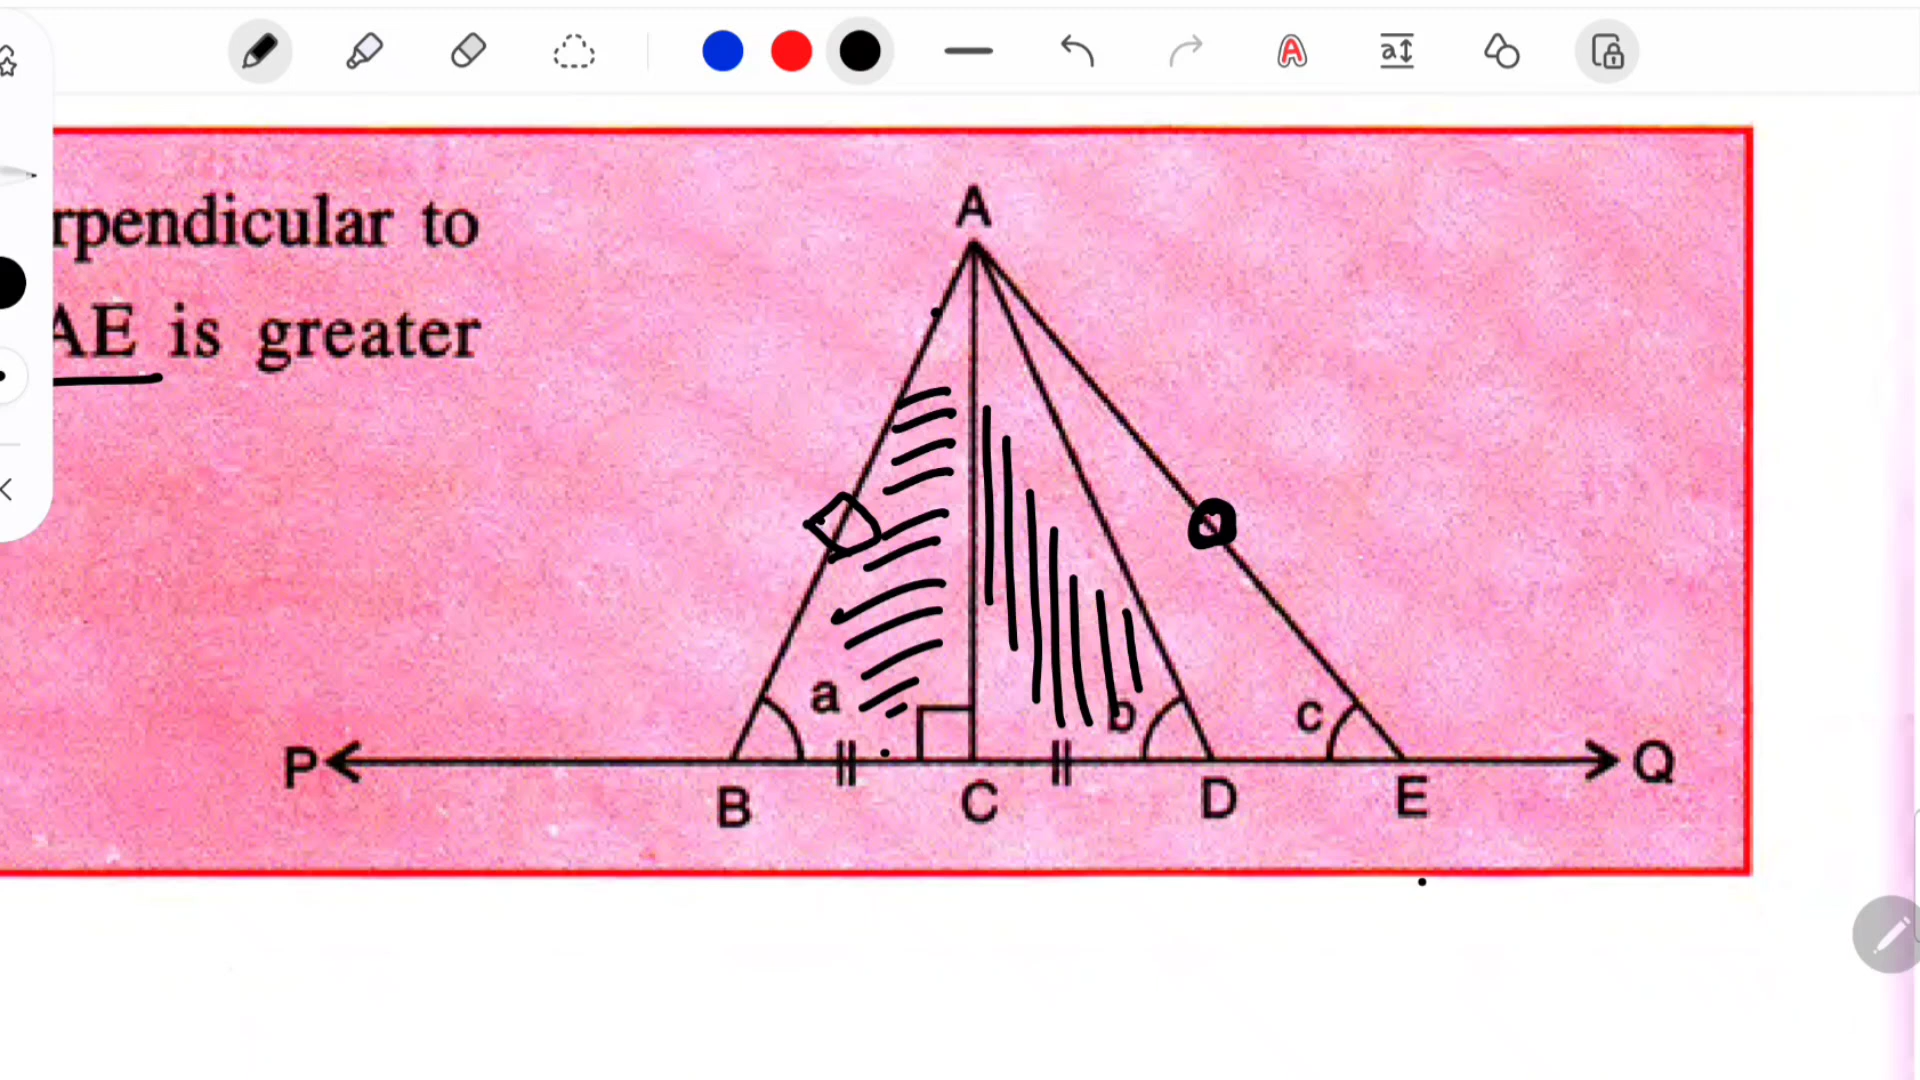 A
a↕
rpendicular to
AE is greater
A
a
b
c
P
Q
B
C
D
E